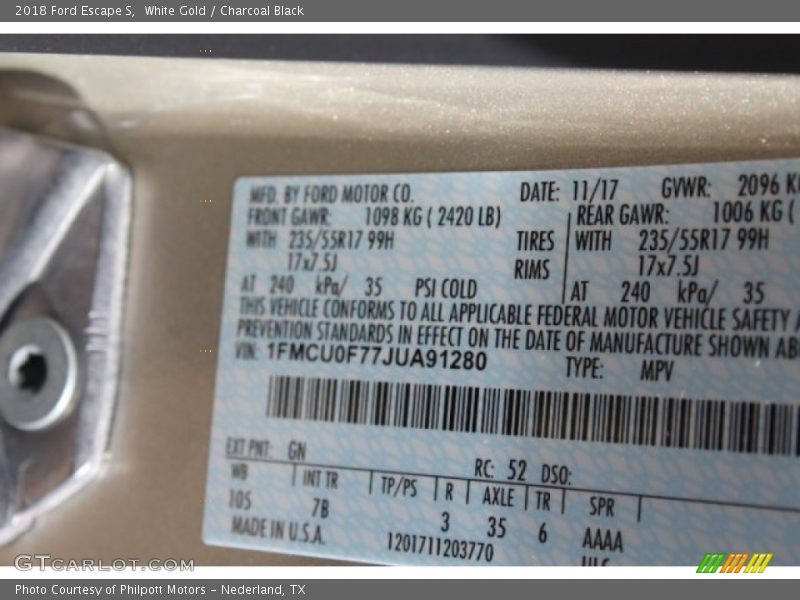 2018 Ford Escape S,  White Gold / Charcoal Black
MFD. BY FORD MOTOR CO. DATE: 11/17 GVWR: 2096 K
FRONT GAWR: 1098 KG ( 2420 LB) REAR GAWR: 1006 KG (
WITH 235/55R17 99H TIRES WITH 235/55R17 99H
17x7.5J RIMS 17x7.5J
AT 240 kPa/ 35 PSI COLD AT 240 kPa/ 35
THIS VEHICLE CONFORMS TO ALL APPLICABLE FEDERAL MOTOR VEHICLE SAFETY A
PREVENTION STANDARDS IN EFFECT ON THE DATE OF MANUFACTURE SHOWN AB
VIN: 1FMCU0F77JUA91280 TYPE: MPV
EXT PNT: GN RC: 52 DSO:
WB INT TR TP/PS R AXLE TR SPR
105 7B 3 35 6 AAAA
MADE IN U.S.A. 1201711203770
GTcarlot.com
Photo Courtesy of Philpott Motors - Nederland, TX